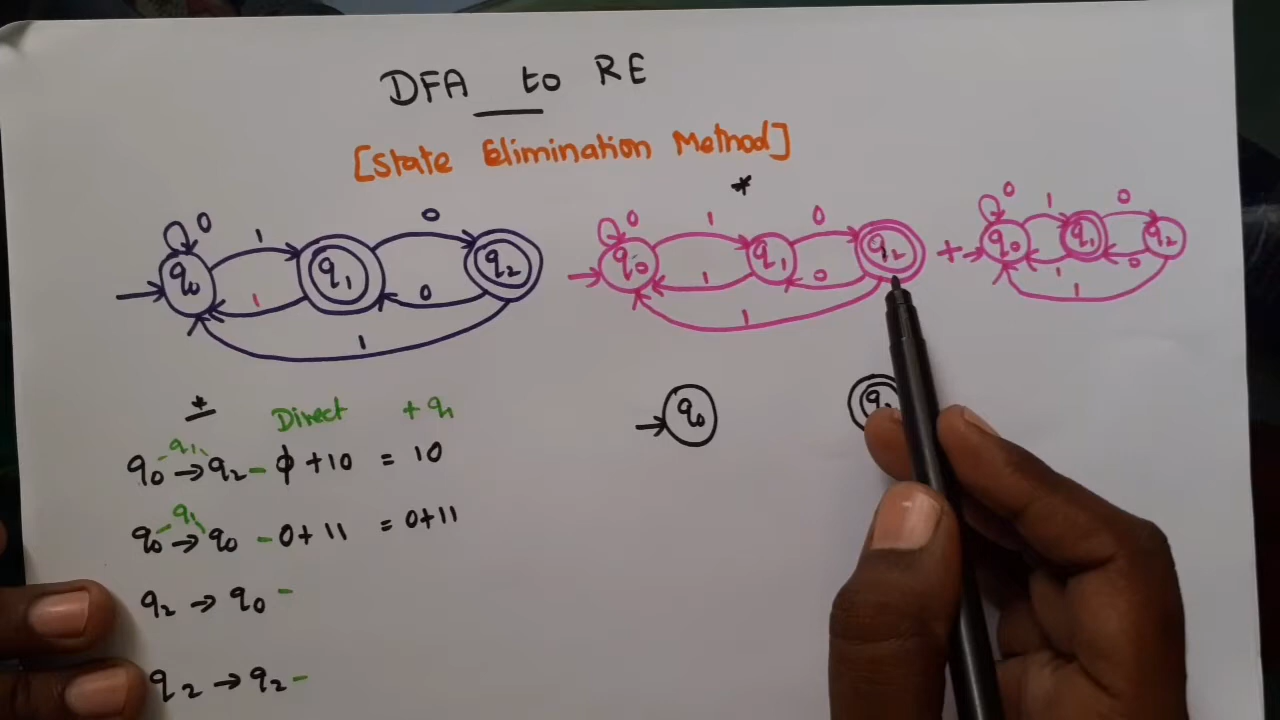 DFA to RE
[State Elimination Method]
*
0 1 0 0 1 0 0 1 0
q0 q1 q2 q0 q1 q2 + q0 q1 q2
1 0 1 0 1 0
1 1 1
* Direct + q1
q0 q2
q1
q0 → q2 - ϕ + 10 = 10
q1
q0 → q0 - 0 + 11 = 0+11
q2 → q0 -
q2 → q2 -